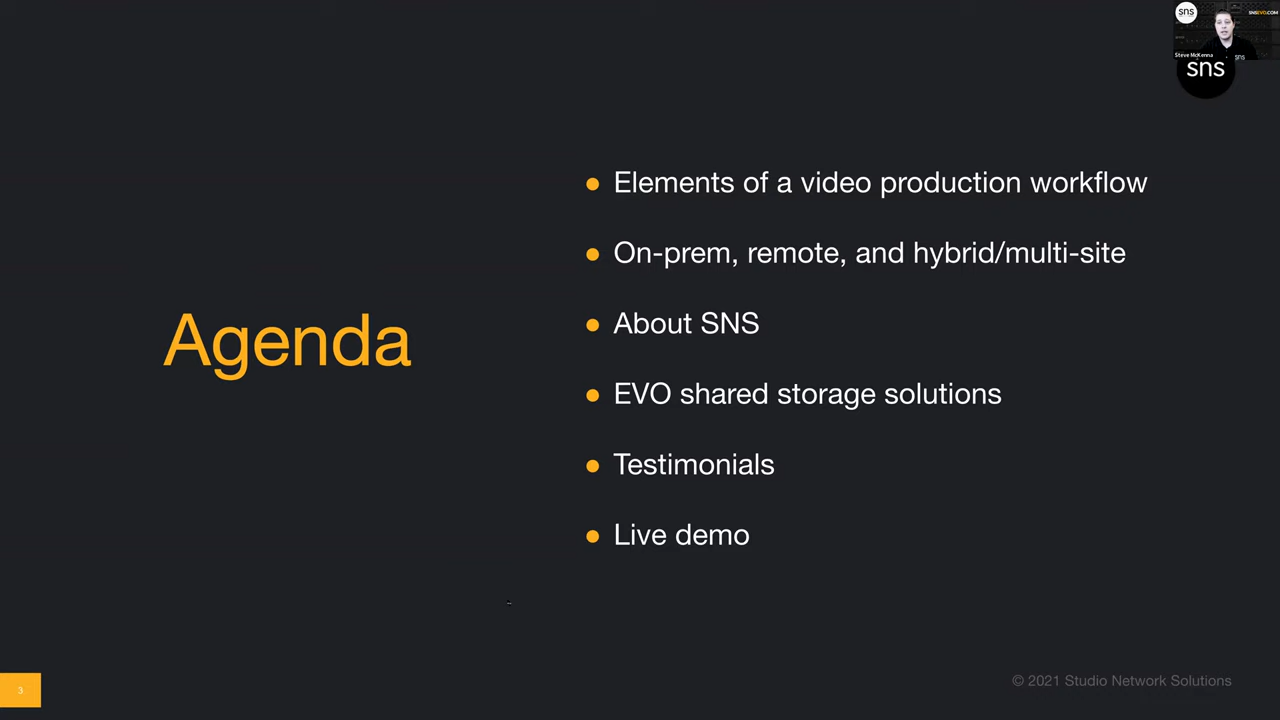 sns
SNSEVO.COM
sns
Steve McKenna
sns
Agenda
Elements of a video production workflow
On-prem, remote, and hybrid/multi-site
About SNS
EVO shared storage solutions
Testimonials
Live demo
3
© 2021 Studio Network Solutions